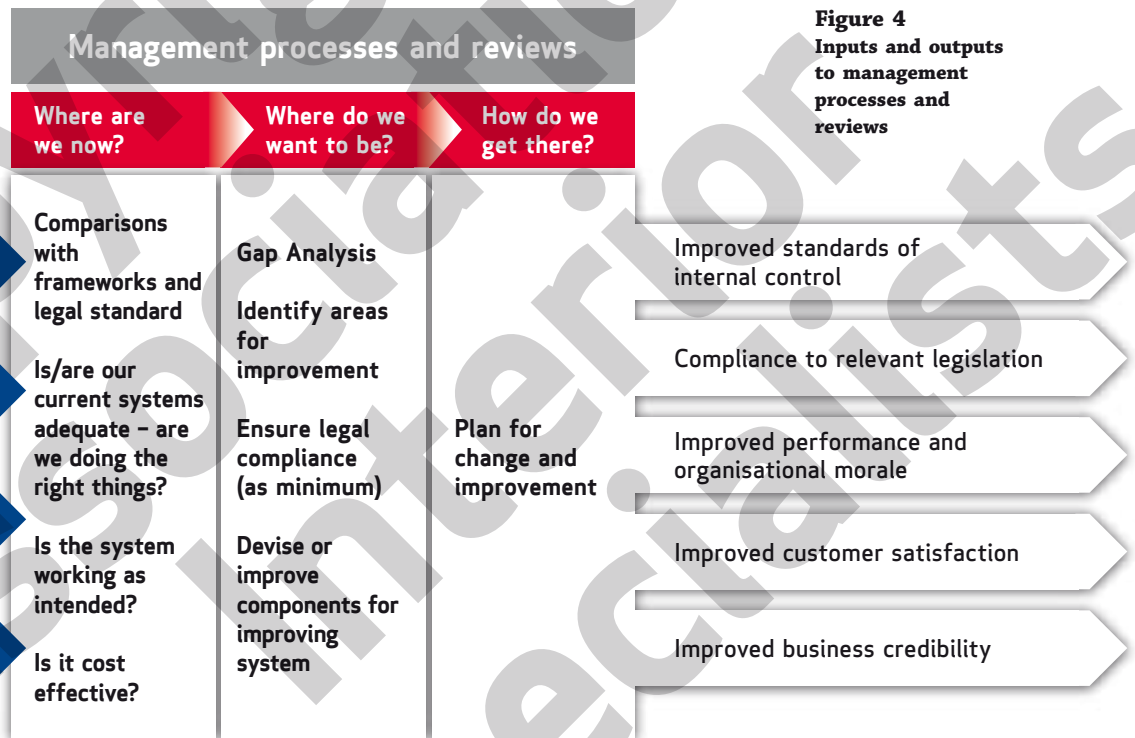 Management processes and reviews
Figure 4
Inputs and outputs
to management
processes and
reviews
Where are
we now?
Where do we
want to be?
How do we
get there?
Comparisons
with
frameworks and
legal standard
Is/are our
current systems
adequate – are
we doing the
right things?
Is the system
working as
intended?
Is it cost
effective?
Gap Analysis
Identify areas
for
improvement
Ensure legal
compliance
(as minimum)
Devise or
improve
components for
improving
system
Plan for
change and
improvement
Improved standards of
internal control
Compliance to relevant legislation
Improved performance and
organisational morale
Improved customer satisfaction
Improved business credibility
Interior